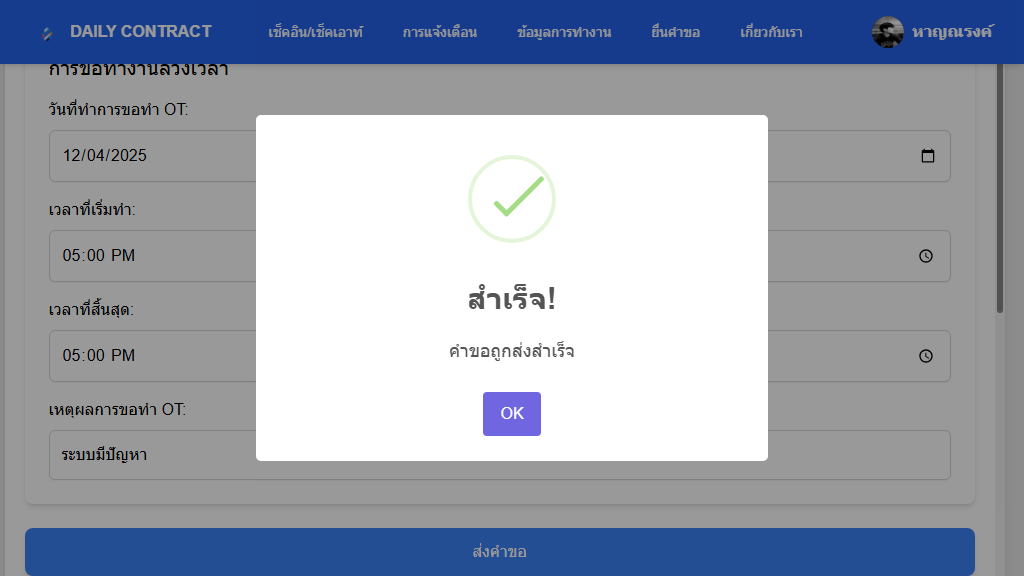 DAILY CONTRACT
เช็คอิน/เช็คเอาท์
การแจ้งเตือน
ข้อมูลการทำงาน
ยื่นคำขอ
เกี่ยวกับเรา
หาญณรงค์
การขอทำงานล่วงเวลา
วันที่ทำการขอทำ OT:
12/04/2025
เวลาที่เริ่มทำ:
05:00 PM
เวลาที่สิ้นสุด:
05:00 PM
เหตุผลการขอทำ OT:
ระบบมีปัญหา
สำเร็จ!
คำขอถูกส่งสำเร็จ
OK
ส่งคำขอ